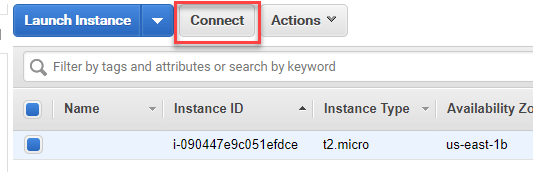 Launch Instance Connect Actions
Filter by tags and attributes or search by keyword
Name Instance ID Instance Type Availability Zo
i-090447e9c051efdce t2.micro us-east-1b